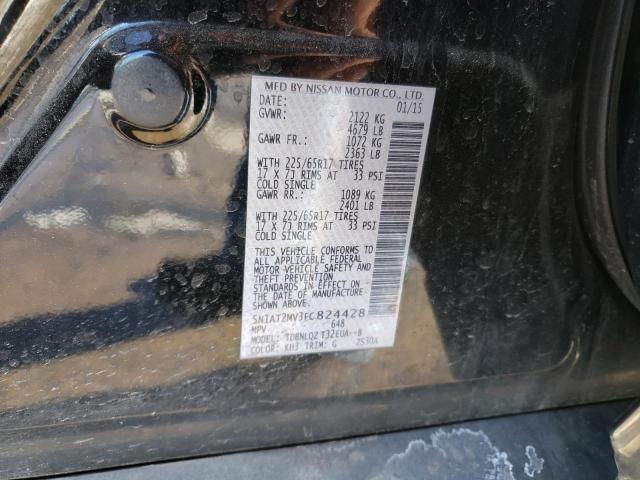 MFD BY NISSAN MOTOR CO., LTD.
DATE: 01/15
GVWR: 2122 KG
4679 LB
GAWR FR.: 1072 KG
2363 LB
WITH 225/65R17 TIRES
17 X 7J RIMS AT 33 PSI
COLD SINGLE
GAWR RR.: 1089 KG
2401 LB
WITH 225/65R17 TIRES
17 X 7J RIMS AT 33 PSI
COLD SINGLE
THIS VEHICLE CONFORMS TO
ALL APPLICABLE FEDERAL
MOTOR VEHICLE SAFETY AND
THEFT PREVENTION
STANDARDS IN EFFECT ON
THE DATE OF MANUFACTURE
SHOWN ABOVE.
5N1AT2MV3FC824428
MPV 648
MODEL: TDBNLQZ T32EUA--B
COLOR: KH3 TRIM: G 2S30A